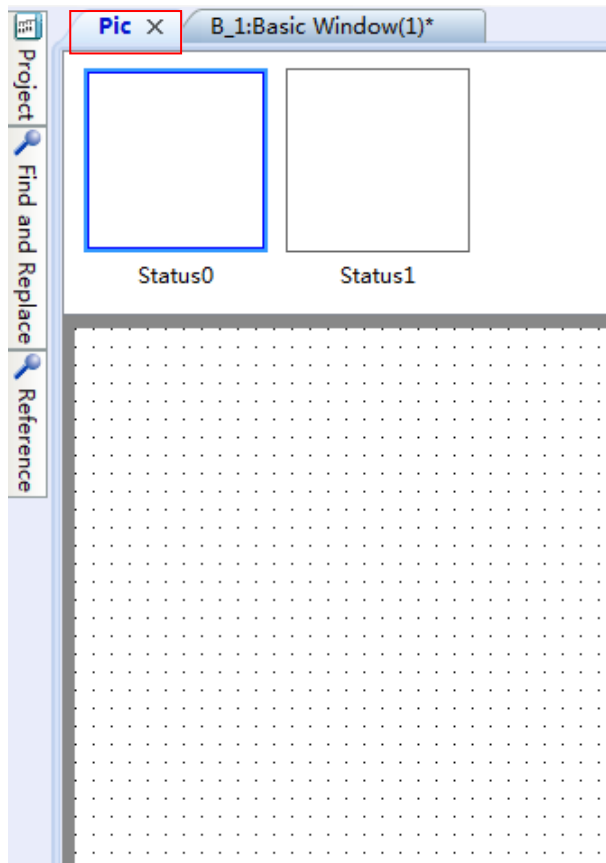 Pic
B_1:Basic Window(1)*
Project
Find and Replace
Reference
Status0
Status1